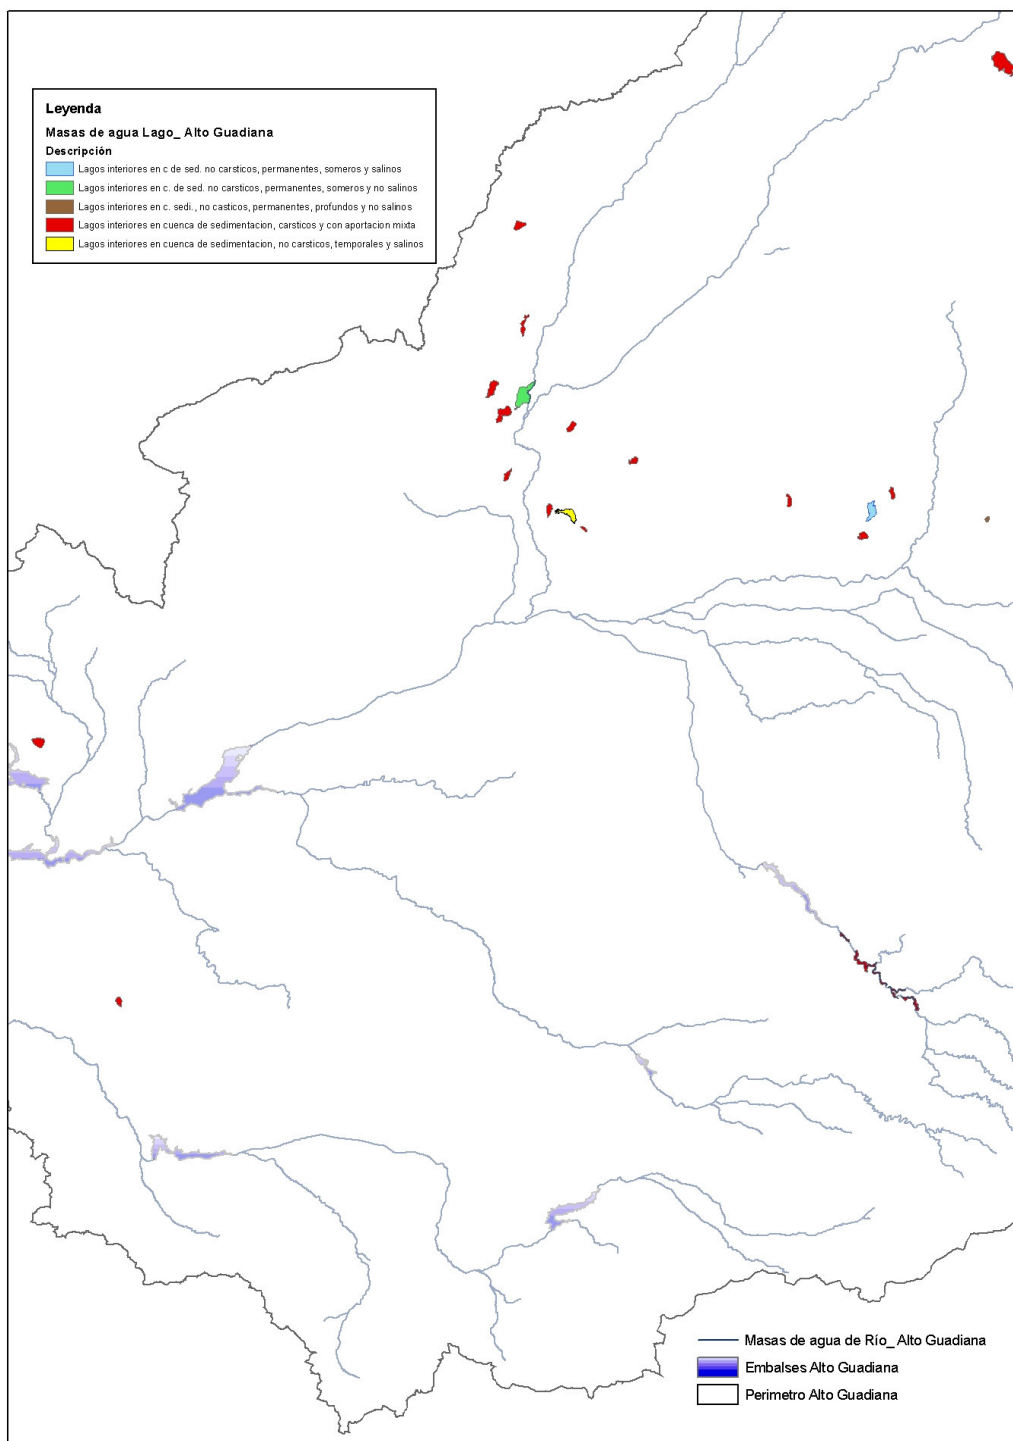 Leyenda
Masas de agua Lago_ Alto Guadiana
Descripción
Lagos interiores en c de sed. no carsticos, permanentes, someros y salinos
Lagos interiores en c. de sed. no carsticos, permanentes, someros y no salinos
Lagos interiores en c. sedi., no casticos, permanentes, profundos y no salinos
Lagos interiores en cuenca de sedimentacion, carsticos y con aportacion mixta
Lagos interiores en cuenca de sedimentacion, no carsticos, temporales y salinos
Masas de agua de Río_ Alto Guadiana
Embalses Alto Guadiana
Perimetro Alto Guadiana